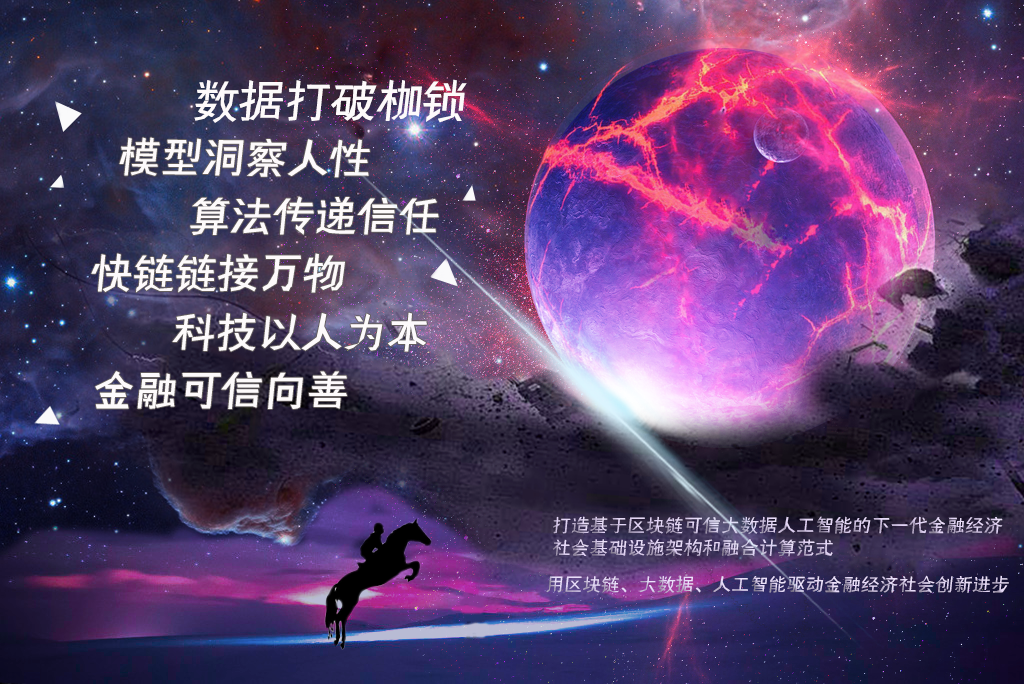 数据打破枷锁
模型洞察人性
算法传递信任
快链链接万物
科技以人为本
金融可信向善
打造基于区块链可信大数据人工智能的下一代金融经济
社会基础设施架构和融合计算范式
用区块链、大数据、人工智能驱动金融经济社会创新进步